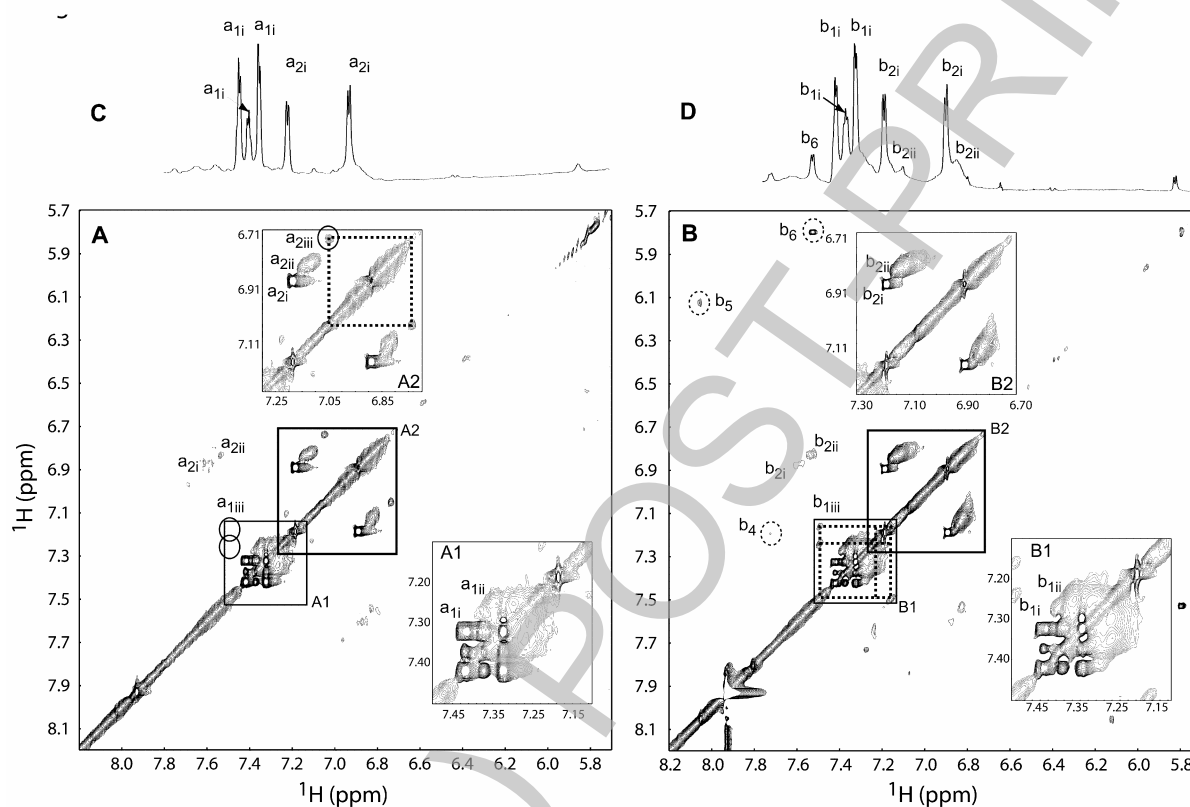 a1i
a1i
a1i
a2i
a2i
C
b1i
b1i
b1i
b2i
b2i
b6
b2ii
b2ii
D
5.7
5.9
6.1
6.3
6.5
6.7
6.9
7.1
7.3
7.5
7.7
7.9
8.1
A
6.71
6.91
7.11
a2iii
a2ii
a2i
A2
7.25 7.05 6.85
A2
a2i
a2ii
a1iii
A1
A1
a1ii
a1i
7.20
7.30
7.40
7.45 7.35 7.25 7.15
8.0 7.8 7.6 7.4 7.2 7.0 6.8 6.6 6.4 6.2 6.0 5.8
1H (ppm)
1H (ppm)
5.7
5.9
6.1
6.3
6.5
6.7
6.9
7.1
7.3
7.5
7.7
7.9
8.1
B
b6
b5
6.71
6.91
7.11
b2ii
b2i
B2
7.30 7.10 6.90 6.70
B2
b2ii
b2i
b1iii
b4
B1
B1
b1ii
b1i
7.20
7.30
7.40
7.45 7.35 7.25 7.15
8.2 8.0 7.8 7.6 7.4 7.2 7.0 6.8 6.6 6.4 6.2 6.0 5.8
1H (ppm)
POST-PRI